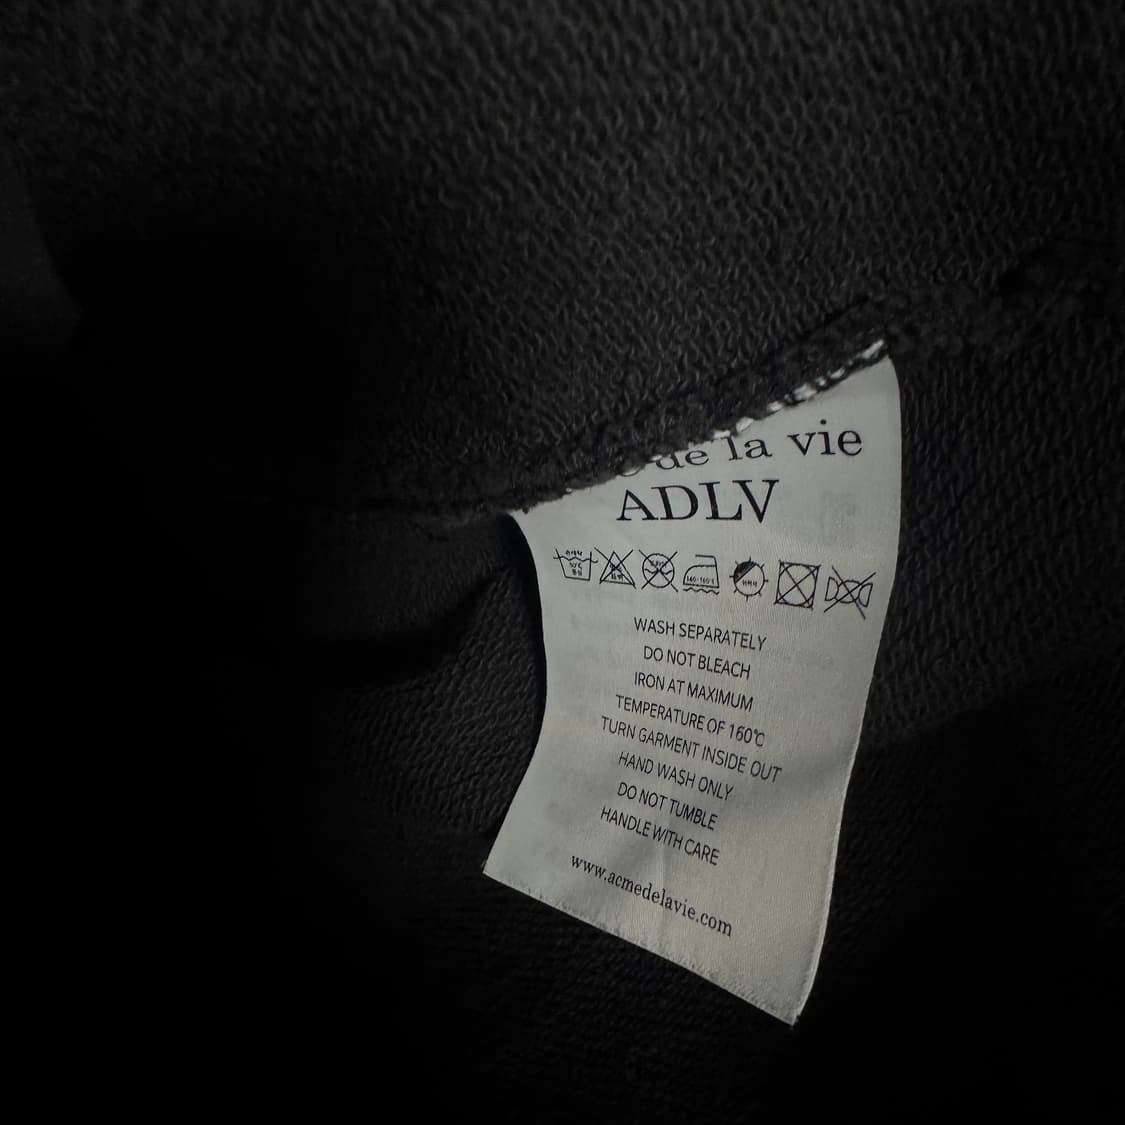 de la vie
ADLV
WASH SEPARATELY
DO NOT BLEACH
IRON AT MAXIMUM
TEMPERATURE OF 160℃
TURN GARMENT INSIDE OUT
HAND WASH ONLY
DO NOT TUMBLE
HANDLE WITH CARE
www.acmedelavie.com